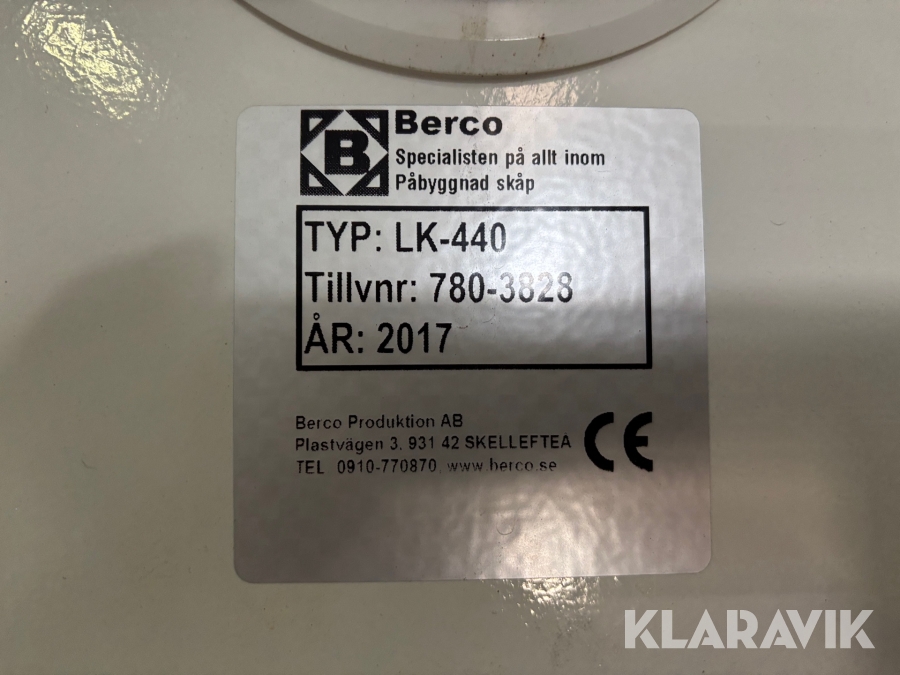 B
Berco
Specialisten på allt inom
Påbyggnad skåp
TYP: LK-440
Tillvnr: 780-3828
ÅR: 2017
Berco Produktion AB
Plastvägen 3, 931 42 SKELLEFTEA
TEL 0910-770870, www.berco.se
CE
KLARAVIK